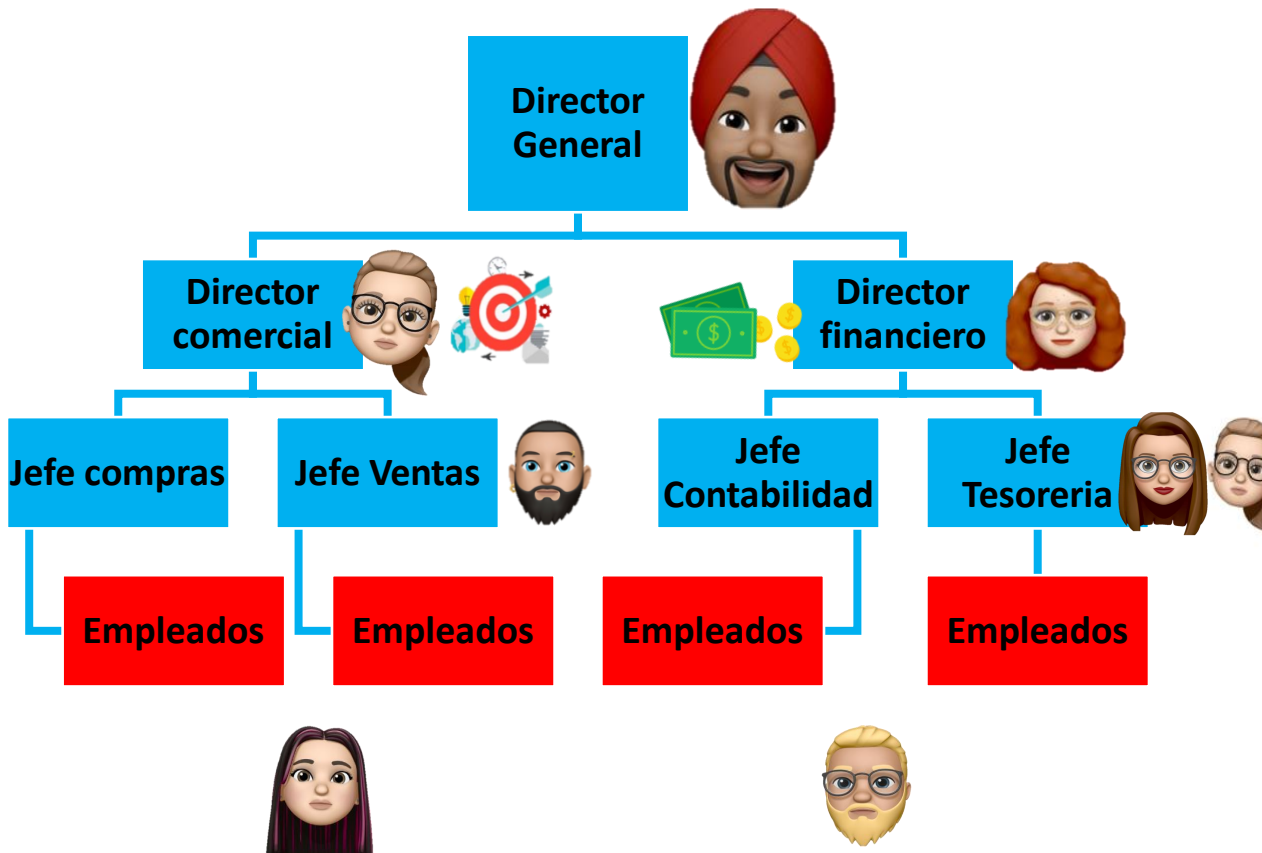 Director
General
Director
comercial
Director
financiero
Jefe compras
Jefe Ventas
Jefe
Contabilidad
Jefe
Tesoreria
Empleados
Empleados
Empleados
Empleados